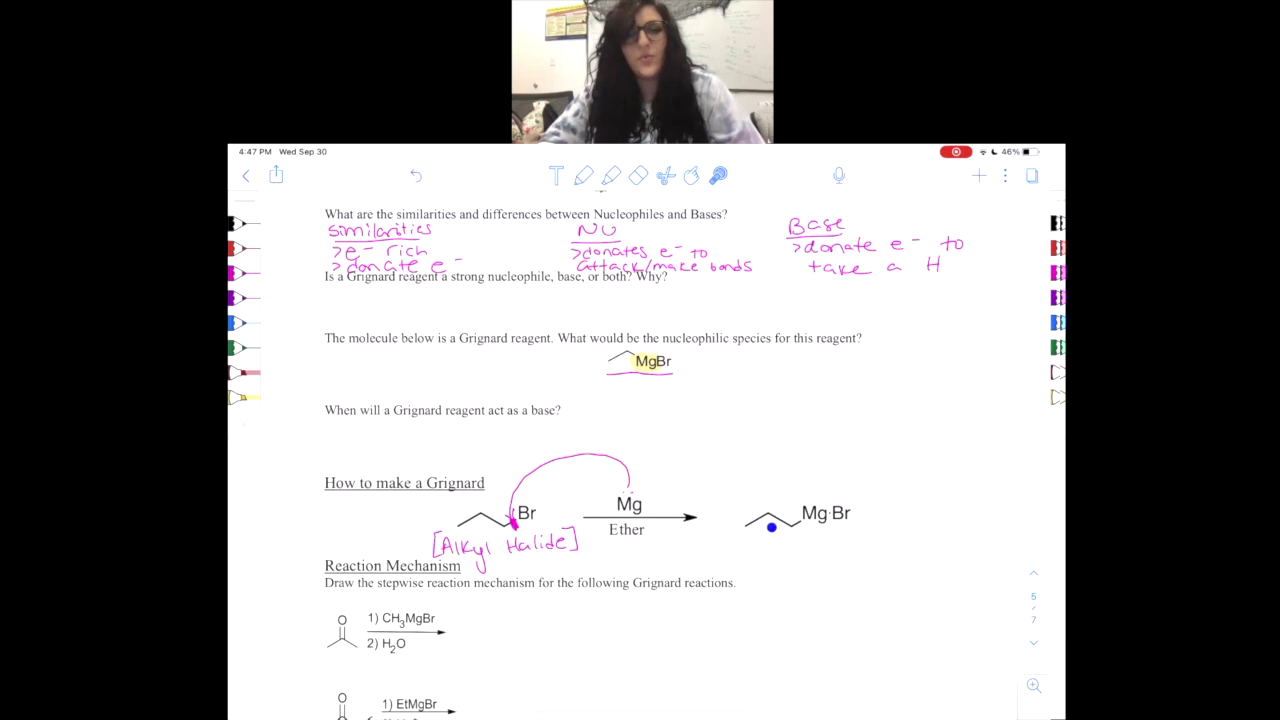 4:47 PM Wed Sep 30
46%
T
What are the similarities and differences between Nucleophiles and Bases?
Similarities
NU
Base
>e- rich
>donates e- to
>donate e- to
>donate e-
attack/make bonds
take a H
Is a Grignard reagent a strong nucleophile, base, or both? Why?
The molecule below is a Grignard reagent. What would be the nucleophilic species for this reagent?
MgBr
When will a Grignard reagent act as a base?
How to make a Grignard
Br
Mg
Ether
Mg·Br
[Alkyl Halide]
Reaction Mechanism
Draw the stepwise reaction mechanism for the following Grignard reactions.
O
1) CH3MgBr
2) H2O
O
1) EtMgBr
5
/
7